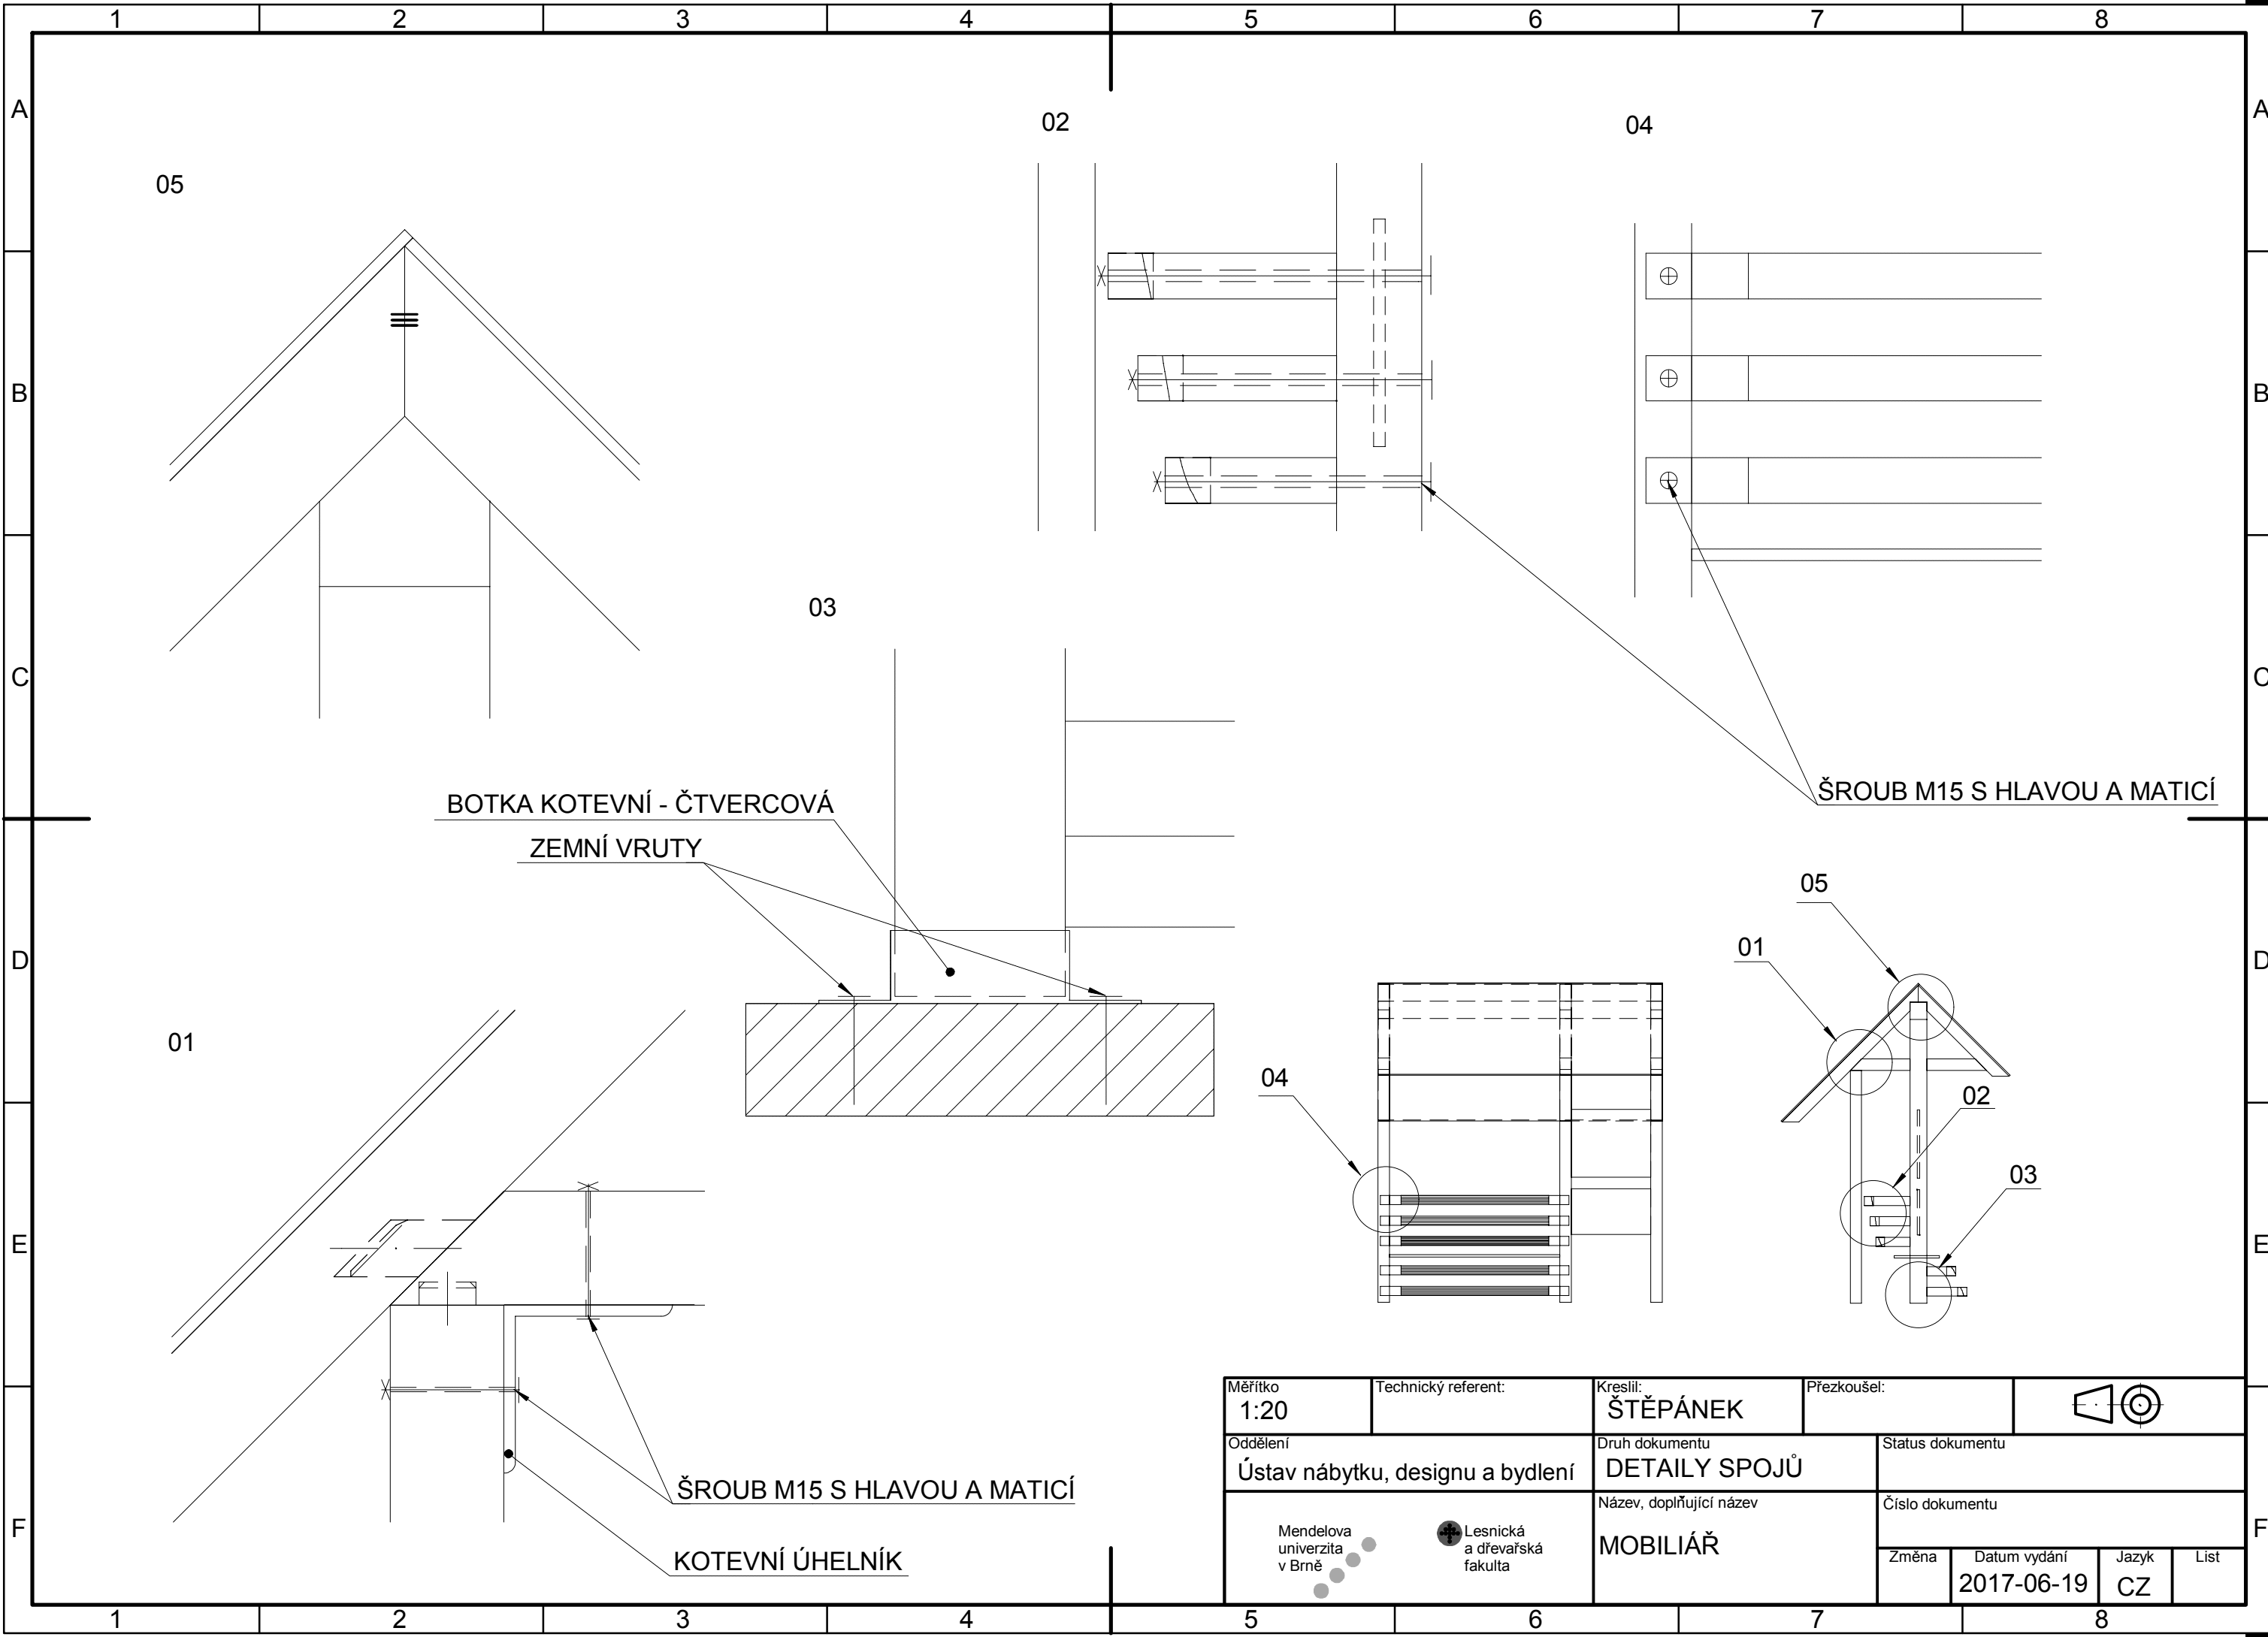 1 2 3 4 5 6 7 8
A A
02
04
05
B B
03
C C
BOTKA KOTEVNÍ - ČTVERCOVÁ
ŠROUB M15 S HLAVOU A MATICÍ
ZEMNÍ VRUTY
05
01
D D
01
04
02
03
E E
ŠROUB M15 S HLAVOU A MATICÍ
KOTEVNÍ ÚHELNÍK
F F
Měřítko
1:20
Technický referent:
Kreslil:
ŠTĚPÁNEK
Přezkoušel:
Oddělení
Ústav nábytku, designu a bydlení
Druh dokumentu
DETAILY SPOJŮ
Status dokumentu
Mendelova
univerzita
v Brně
Lesnická
a dřevařská
fakulta
Název, doplňující název
MOBILIÁŘ
Číslo dokumentu
Změna
Datum vydání
2017-06-19
Jazyk
CZ
List
1 2 3 4 5 6 7 8